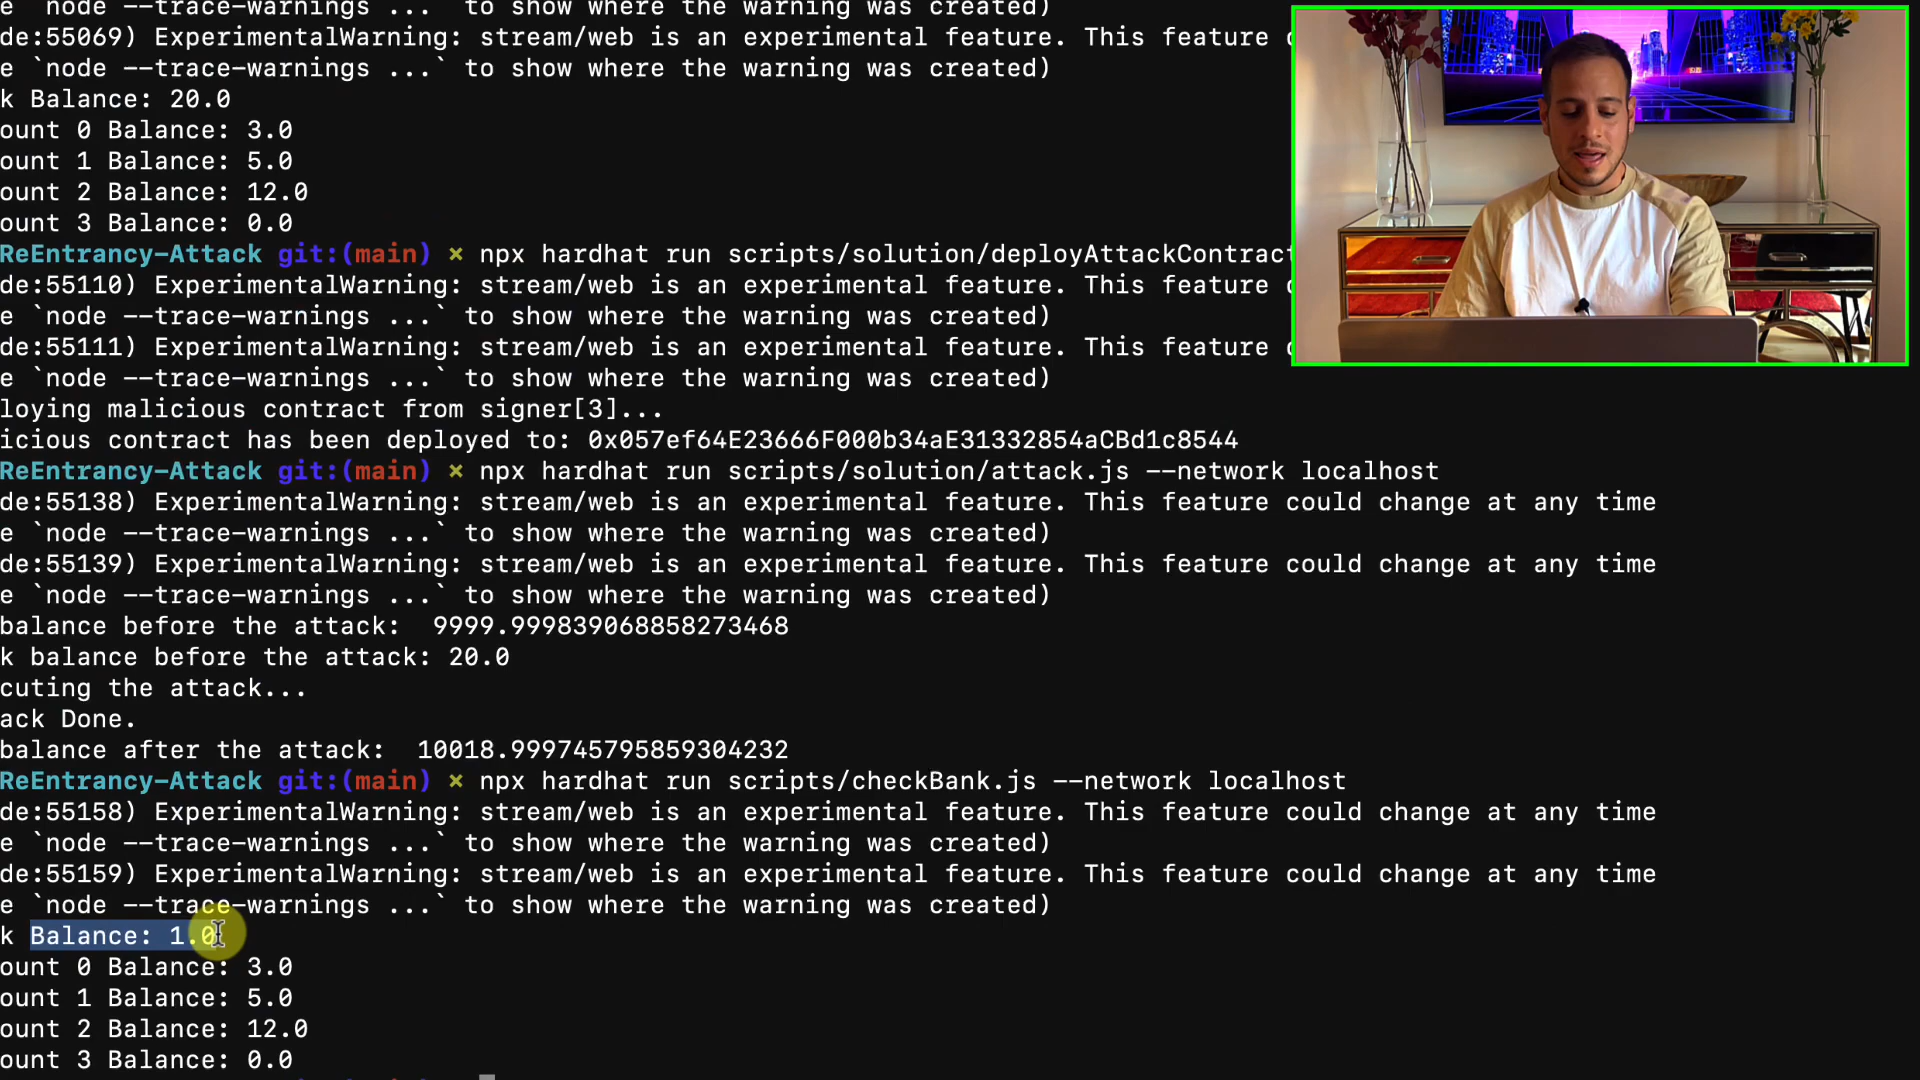 e `node --trace-warnings ...` to show where the warning was created)
de:55069) ExperimentalWarning: stream/web is an experimental feature. This feature
e `node --trace-warnings ...` to show where the warning was created)
k Balance: 20.0
ount 0 Balance: 3.0
ount 1 Balance: 5.0
ount 2 Balance: 12.0
ount 3 Balance: 0.0
ReEntrancy-Attack git:(main) × npx hardhat run scripts/solution/deployAttackContract
de:55110) ExperimentalWarning: stream/web is an experimental feature. This feature
e `node --trace-warnings ...` to show where the warning was created)
de:55111) ExperimentalWarning: stream/web is an experimental feature. This feature
e `node --trace-warnings ...` to show where the warning was created)
loying malicious contract from signer[3]...
icious contract has been deployed to: 0x057ef64E23666F000b34aE31332854aCBd1c8544
ReEntrancy-Attack git:(main) × npx hardhat run scripts/solution/attack.js --network localhost
de:55138) ExperimentalWarning: stream/web is an experimental feature. This feature could change at any time
e `node --trace-warnings ...` to show where the warning was created)
de:55139) ExperimentalWarning: stream/web is an experimental feature. This feature could change at any time
e `node --trace-warnings ...` to show where the warning was created)
balance before the attack:  9999.999839068858273468
k balance before the attack: 20.0
cuting the attack...
ack Done.
balance after the attack:  10018.999745795859304232
ReEntrancy-Attack git:(main) × npx hardhat run scripts/checkBank.js --network localhost
de:55158) ExperimentalWarning: stream/web is an experimental feature. This feature could change at any time
e `node --trace-warnings ...` to show where the warning was created)
de:55159) ExperimentalWarning: stream/web is an experimental feature. This feature could change at any time
e `node --trace-warnings ...` to show where the warning was created)
k Balance: 1.0
ount 0 Balance: 3.0
ount 1 Balance: 5.0
ount 2 Balance: 12.0
ount 3 Balance: 0.0